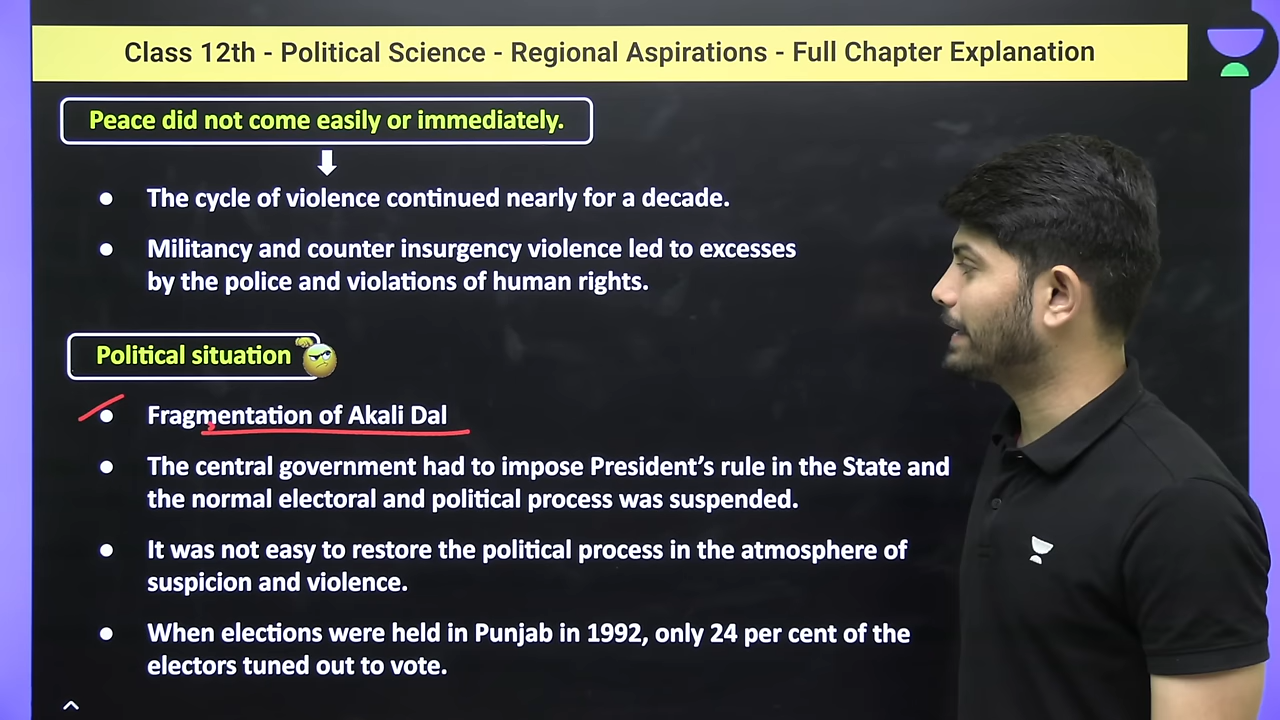 Class 12th - Political Science - Regional Aspirations - Full Chapter Explanation
Peace did not come easily or immediately.
● The cycle of violence continued nearly for a decade.
● Militancy and counter insurgency violence led to excesses
by the police and violations of human rights.
Political situation
● Fragmentation of Akali Dal
● The central government had to impose President’s rule in the State and
the normal electoral and political process was suspended.
● It was not easy to restore the political process in the atmosphere of
suspicion and violence.
● When elections were held in Punjab in 1992, only 24 per cent of the
electors tuned out to vote.